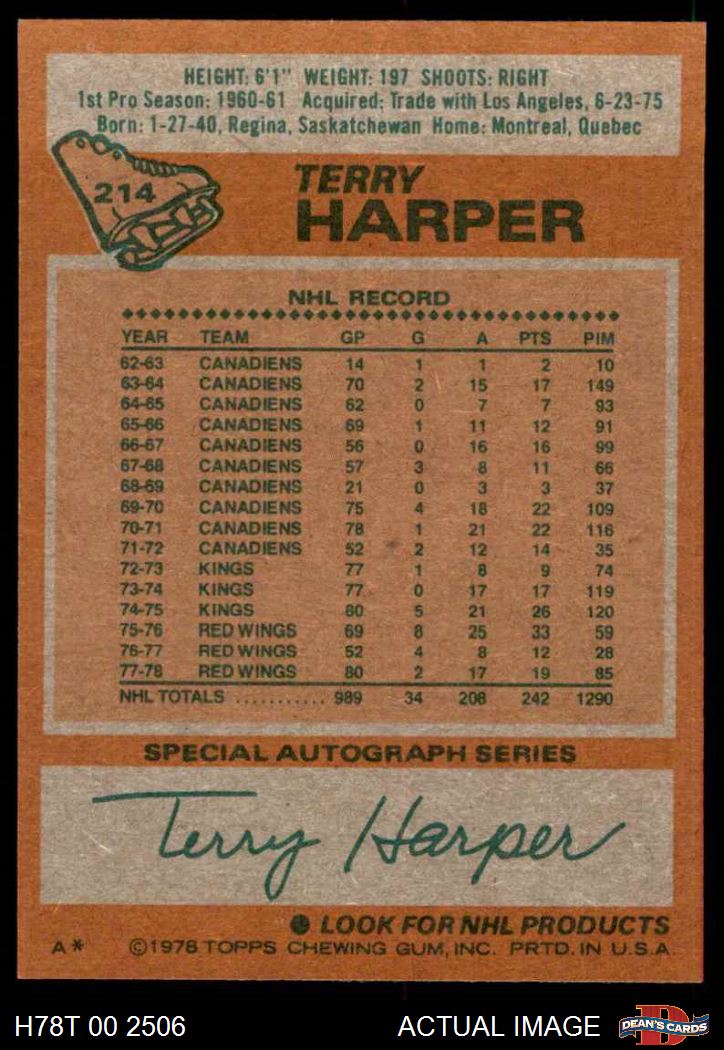 HEIGHT: 6'1" WEIGHT: 197 SHOOTS: RIGHT
1st Pro Season: 1960-61 Acquired: Trade with Los Angeles, 6-23-75
Born: 1-27-40, Regina, Saskatchewan Home: Montreal, Quebec
214
TERRY
HARPER
NHL RECORD
YEAR TEAM GP G A PTS PIM
62-63 CANADIENS 14 1 1 2 10
63-64 CANADIENS 70 2 15 17 149
64-65 CANADIENS 62 0 7 7 93
65-66 CANADIENS 69 1 11 12 91
66-67 CANADIENS 56 0 16 16 99
67-68 CANADIENS 57 3 8 11 66
68-69 CANADIENS 21 0 3 3 37
69-70 CANADIENS 75 4 18 22 109
70-71 CANADIENS 78 1 21 22 116
71-72 CANADIENS 52 2 12 14 35
72-73 KINGS 77 1 8 9 74
73-74 KINGS 77 0 17 17 119
74-75 KINGS 80 5 21 26 120
75-76 RED WINGS 69 8 25 33 59
76-77 RED WINGS 52 4 8 12 28
77-78 RED WINGS 80 2 17 19 85
NHL TOTALS ........... 989 34 208 242 1290
SPECIAL AUTOGRAPH SERIES
Terry Harper
LOOK FOR NHL PRODUCTS
A* ©1978 TOPPS CHEWING GUM, INC. PRTD. IN U.S.A.
H78T 00 2506 ACTUAL IMAGE D DEAN'S CARDS